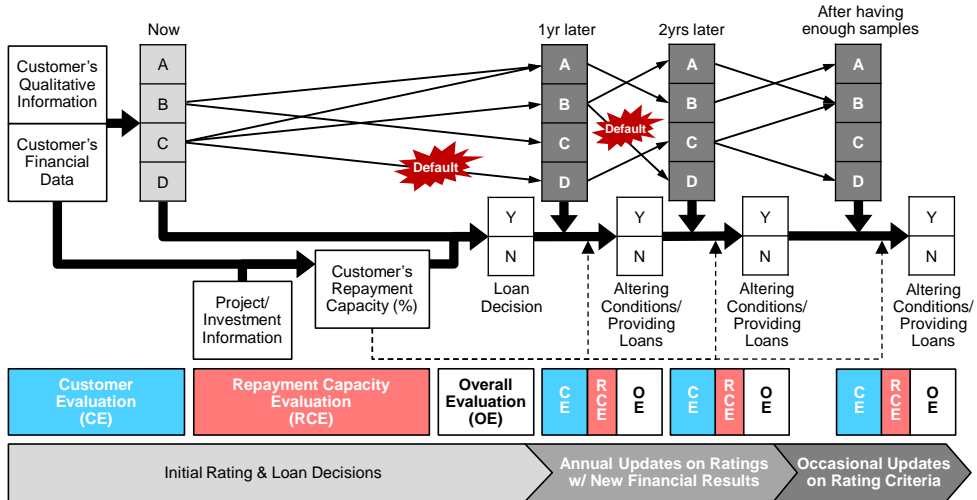 Now
1yr later
2yrs later
After having
enough samples
Customer's
Qualitative
Information
Customer's
Financial
Data
A
B
C
D
A
B
C
D
A
B
C
D
A
B
C
D
Default
Default
Y
N
Y
N
Y
N
Y
N
Loan
Decision
Altering
Conditions/
Providing
Loans
Altering
Conditions/
Providing
Loans
Altering
Conditions/
Providing
Loans
Project/
Investment
Information
Customer's
Repayment
Capacity (%)
Customer
Evaluation
(CE)
Repayment Capacity
Evaluation
(RCE)
Overall
Evaluation
(OE)
CE
RCE
OE
CE
RCE
OE
CE
RCE
OE
Initial Rating & Loan Decisions
Annual Updates on Ratings
w/ New Financial Results
Occasional Updates
on Rating Criteria